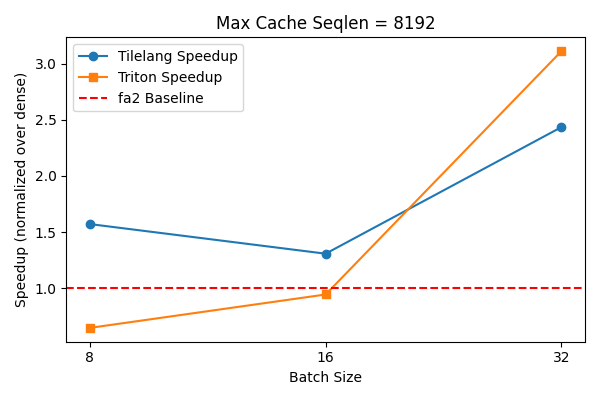 Max Cache Seqlen = 8192
Tilelang Speedup
Triton Speedup
fa2 Baseline
Speedup (normalized over dense)
3.0
2.5
2.0
1.5
1.0
8
16
32
Batch Size